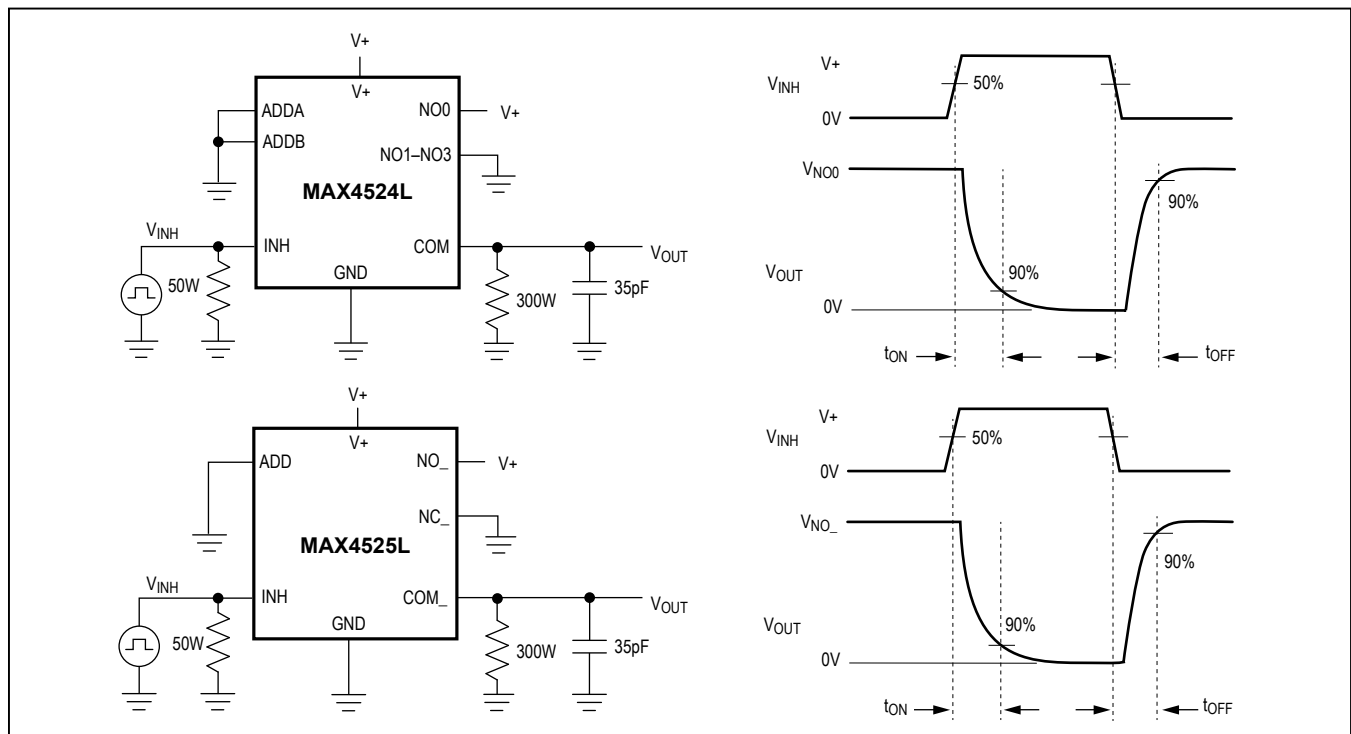 V+
V+
ADDA
ADDB
NO0
V+
NO1–NO3
MAX4524L
VINH
INH
COM
VOUT
50W
GND
300W
35pF
V+
VINH
50%
0V
VNO0
90%
90%
VOUT
0V
tON
tOFF
V+
V+
ADD
NO_
V+
NC_
MAX4525L
VINH
INH
COM_
VOUT
50W
GND
300W
35pF
V+
VINH
50%
0V
VNO_
90%
90%
VOUT
0V
tON
tOFF